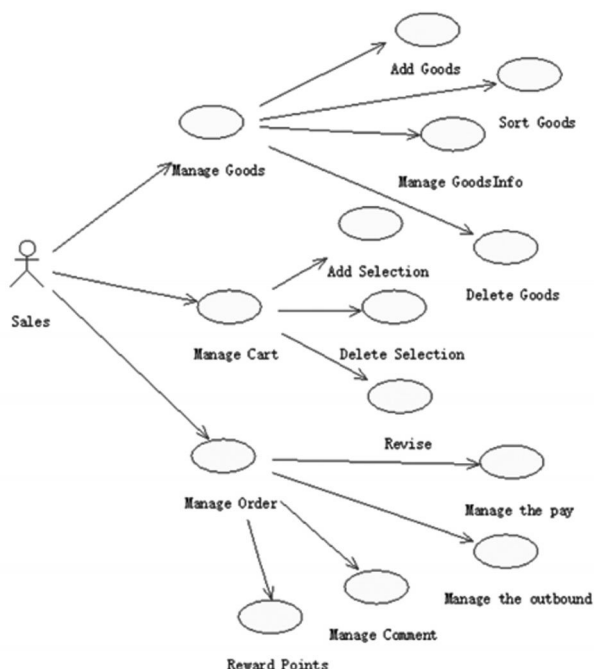 Add Goods
Sort Goods
Manage Goods
Manage GoodsInfo
Add Selection
Delete Goods
Sales
Manage Cart
Delete Selection
Revise
Manage Order
Manage the pay
Manage the outbound
Manage Comment
Reward Points